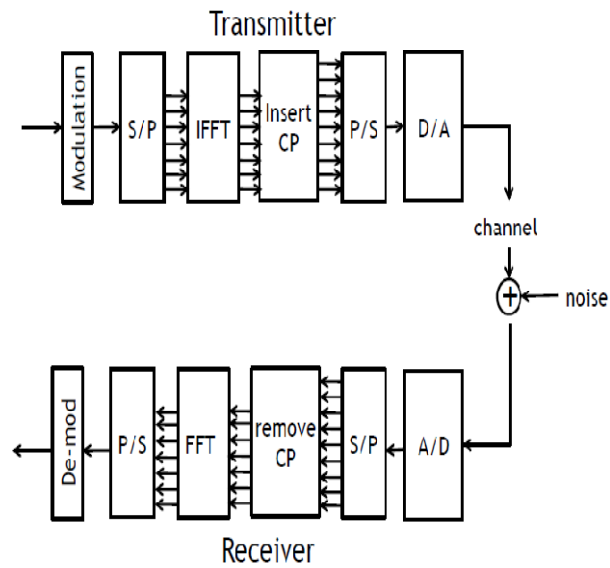 Transmitter
Modulation
S/P
IFFT
Insert
CP
P/S
D/A
channel
+
noise
De-mod
P/S
FFT
remove
CP
S/P
A/D
Receiver